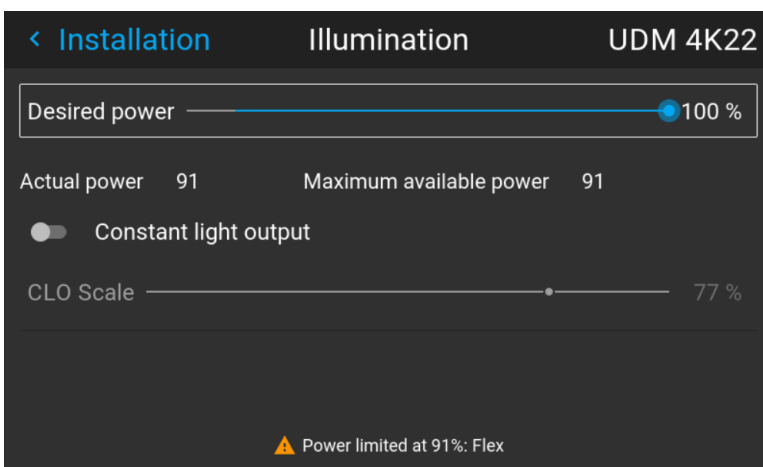 Installation Illumination UDM 4K22
Desired power 100 %
Actual power 91 Maximum available power 91
Constant light output
CLO Scale 77 %
Power limited at 91%: Flex